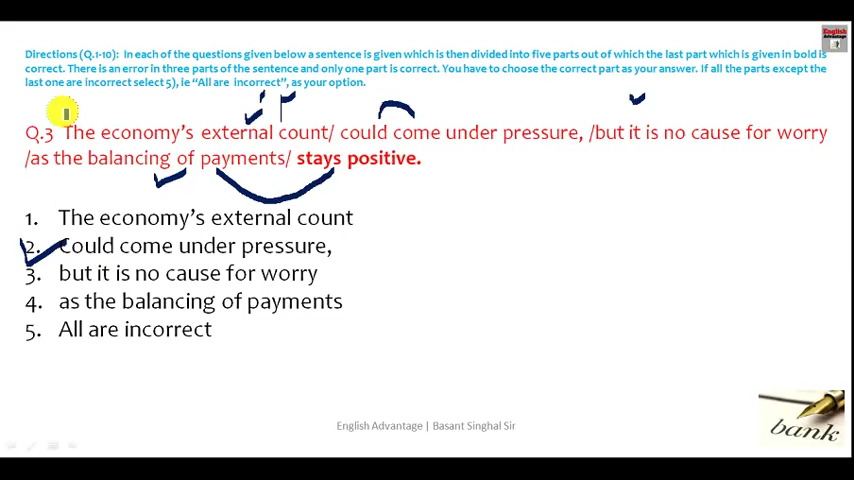 English
Advantage
Directions (Q.1-10): In each of the questions given below a sentence is given which is then divided into five parts out of which the last part which is given in bold is
correct. There is an error in three parts of the sentence and only one part is correct. You have to choose the correct part as your answer. If all the parts except the
last one are incorrect select 5), ie "All are incorrect", as your option.
Q.3 The economy's external count/ could come under pressure, /but it is no cause for worry
/as the balancing of payments/ stays positive.
1. The economy's external count
2. Could come under pressure,
3. but it is no cause for worry
4. as the balancing of payments
5. All are incorrect
bank
English Advantage | Basant Singhal Sir